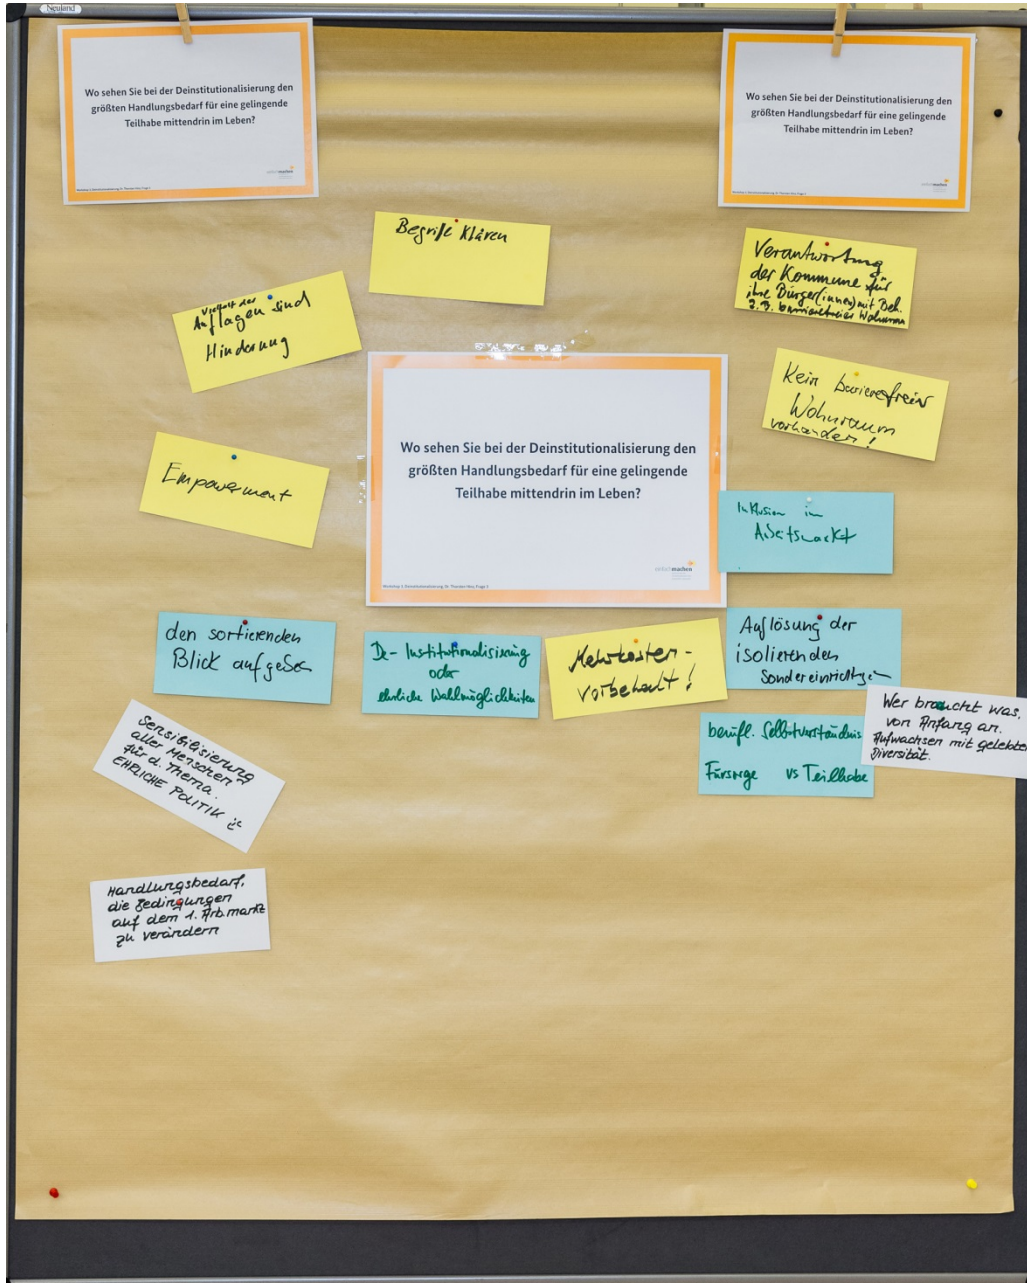 Neuland
Wo sehen Sie bei der Deinstitutionalisierung den
größten Handlungsbedarf für eine gelingende
Teilhabe mittendrin im Leben?
Wo sehen Sie bei der Deinstitutionalisierung den
größten Handlungsbedarf für eine gelingende
Teilhabe mittendrin im Leben?
Begriffe klären
Verantwortung
der Kommune für
ihre Bürger(innen) mit Beh.
z.B. barrierefreier Wohnraum
Vielfalt der
Auflagen sind
Hinderung
Kein barrierefreier
Wohnraum
vorhanden!
Wo sehen Sie bei der Deinstitutionalisierung den
größten Handlungsbedarf für eine gelingende
Teilhabe mittendrin im Leben?
einfachmachen
Empowerment
Inklusion im
Arbeitsmarkt
den sortierenden
Blick aufgeben
De-Institutionalisierung
oder
ehrliche Wahlmöglichkeiten
Mehrkosten-
vorbehalt!
Auflösung der
isolierenden
Sondereinrichtgen
Wer braucht was,
von Anfang an.
Aufwachsen mit gelebter
Diversität.
berufl. Selbstverständnis
Fürsorge vs Teilhabe
Sensibilisierung
aller Menschen
für d. Thema.
EHRLICHE POLITIK
Handlungsbedarf,
die Bedingungen
auf dem 1. Arb.markt
zu verändern